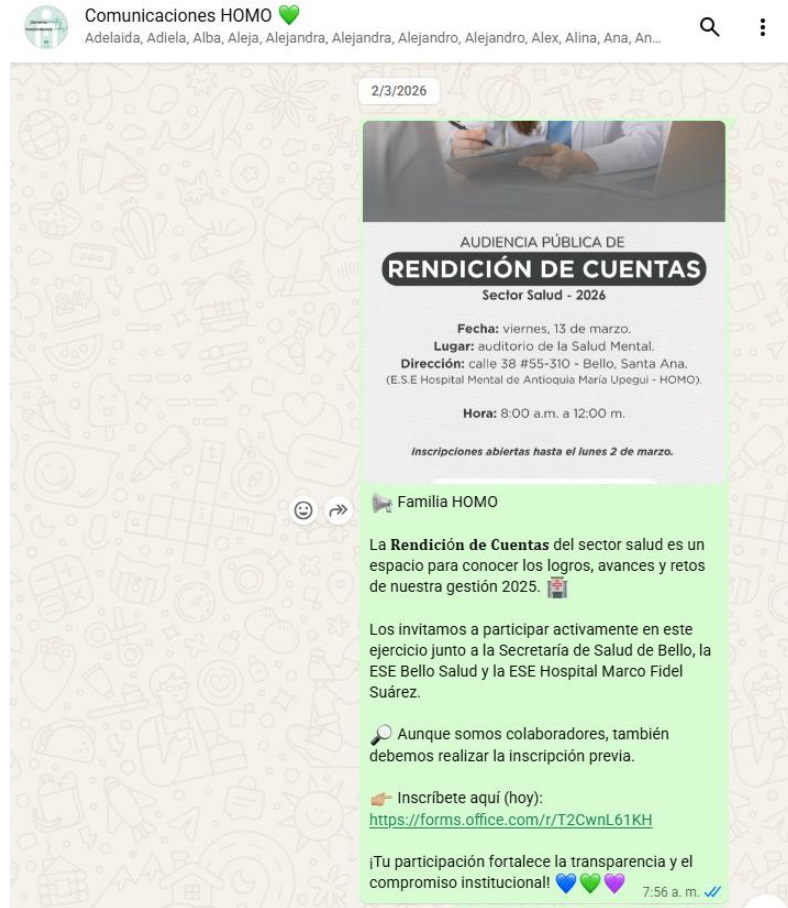 Comunicaciones HOMO 💚
Adelaida, Adiela, Alba, Aleja, Alejandra, Alejandra, Alejandro, Alejandro, Alex, Alina, Ana, An...
2/3/2026
AUDIENCIA PÚBLICA DE
RENDICIÓN DE CUENTAS
Sector Salud - 2026
Fecha: viernes, 13 de marzo.
Lugar: auditorio de la Salud Mental.
Dirección: calle 38 #55-310 - Bello, Santa Ana.
(E.S.E Hospital Mental de Antioquia María Upegui - HOMO).
Hora: 8:00 a.m. a 12:00 m.
Inscripciones abiertas hasta el lunes 2 de marzo.
📢 Familia HOMO
La Rendición de Cuentas del sector salud es un
espacio para conocer los logros, avances y retos
de nuestra gestión 2025. 🏥
Los invitamos a participar activamente en este
ejercicio junto a la Secretaría de Salud de Bello, la
ESE Bello Salud y la ESE Hospital Marco Fidel
Suárez.
🔎 Aunque somos colaboradores, también
debemos realizar la inscripción previa.
👉🏼 Inscríbete aquí (hoy):
https://forms.office.com/r/T2CwnL61KH
¡Tu participación fortalece la transparencia y el
compromiso institucional! 💙💚💜
7:56 a. m.